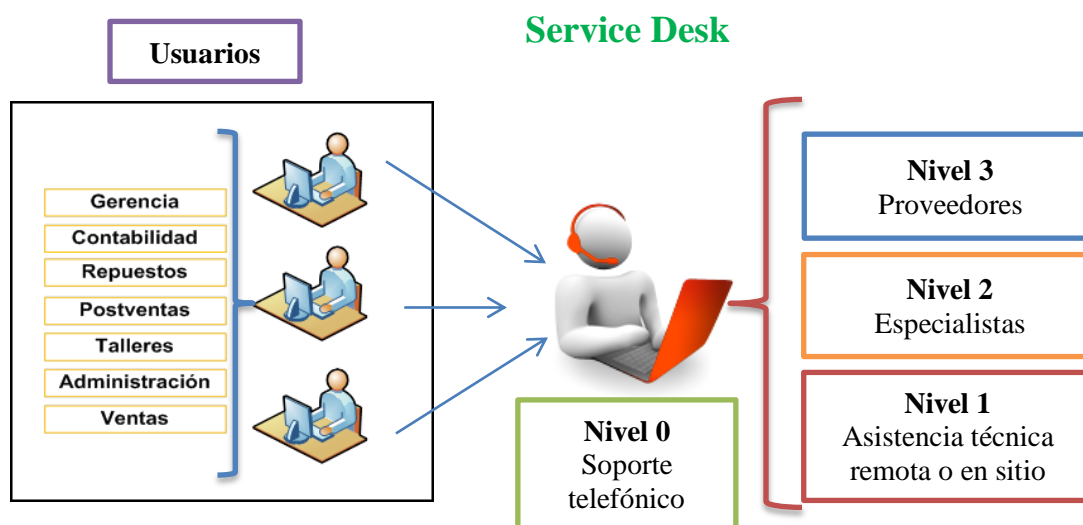 Service Desk
Usuarios
Gerencia
Contabilidad
Repuestos
Postventas
Talleres
Administración
Ventas
Nivel 0
Soporte
telefónico
Nivel 3
Proveedores
Nivel 2
Especialistas
Nivel 1
Asistencia técnica
remota o en sitio